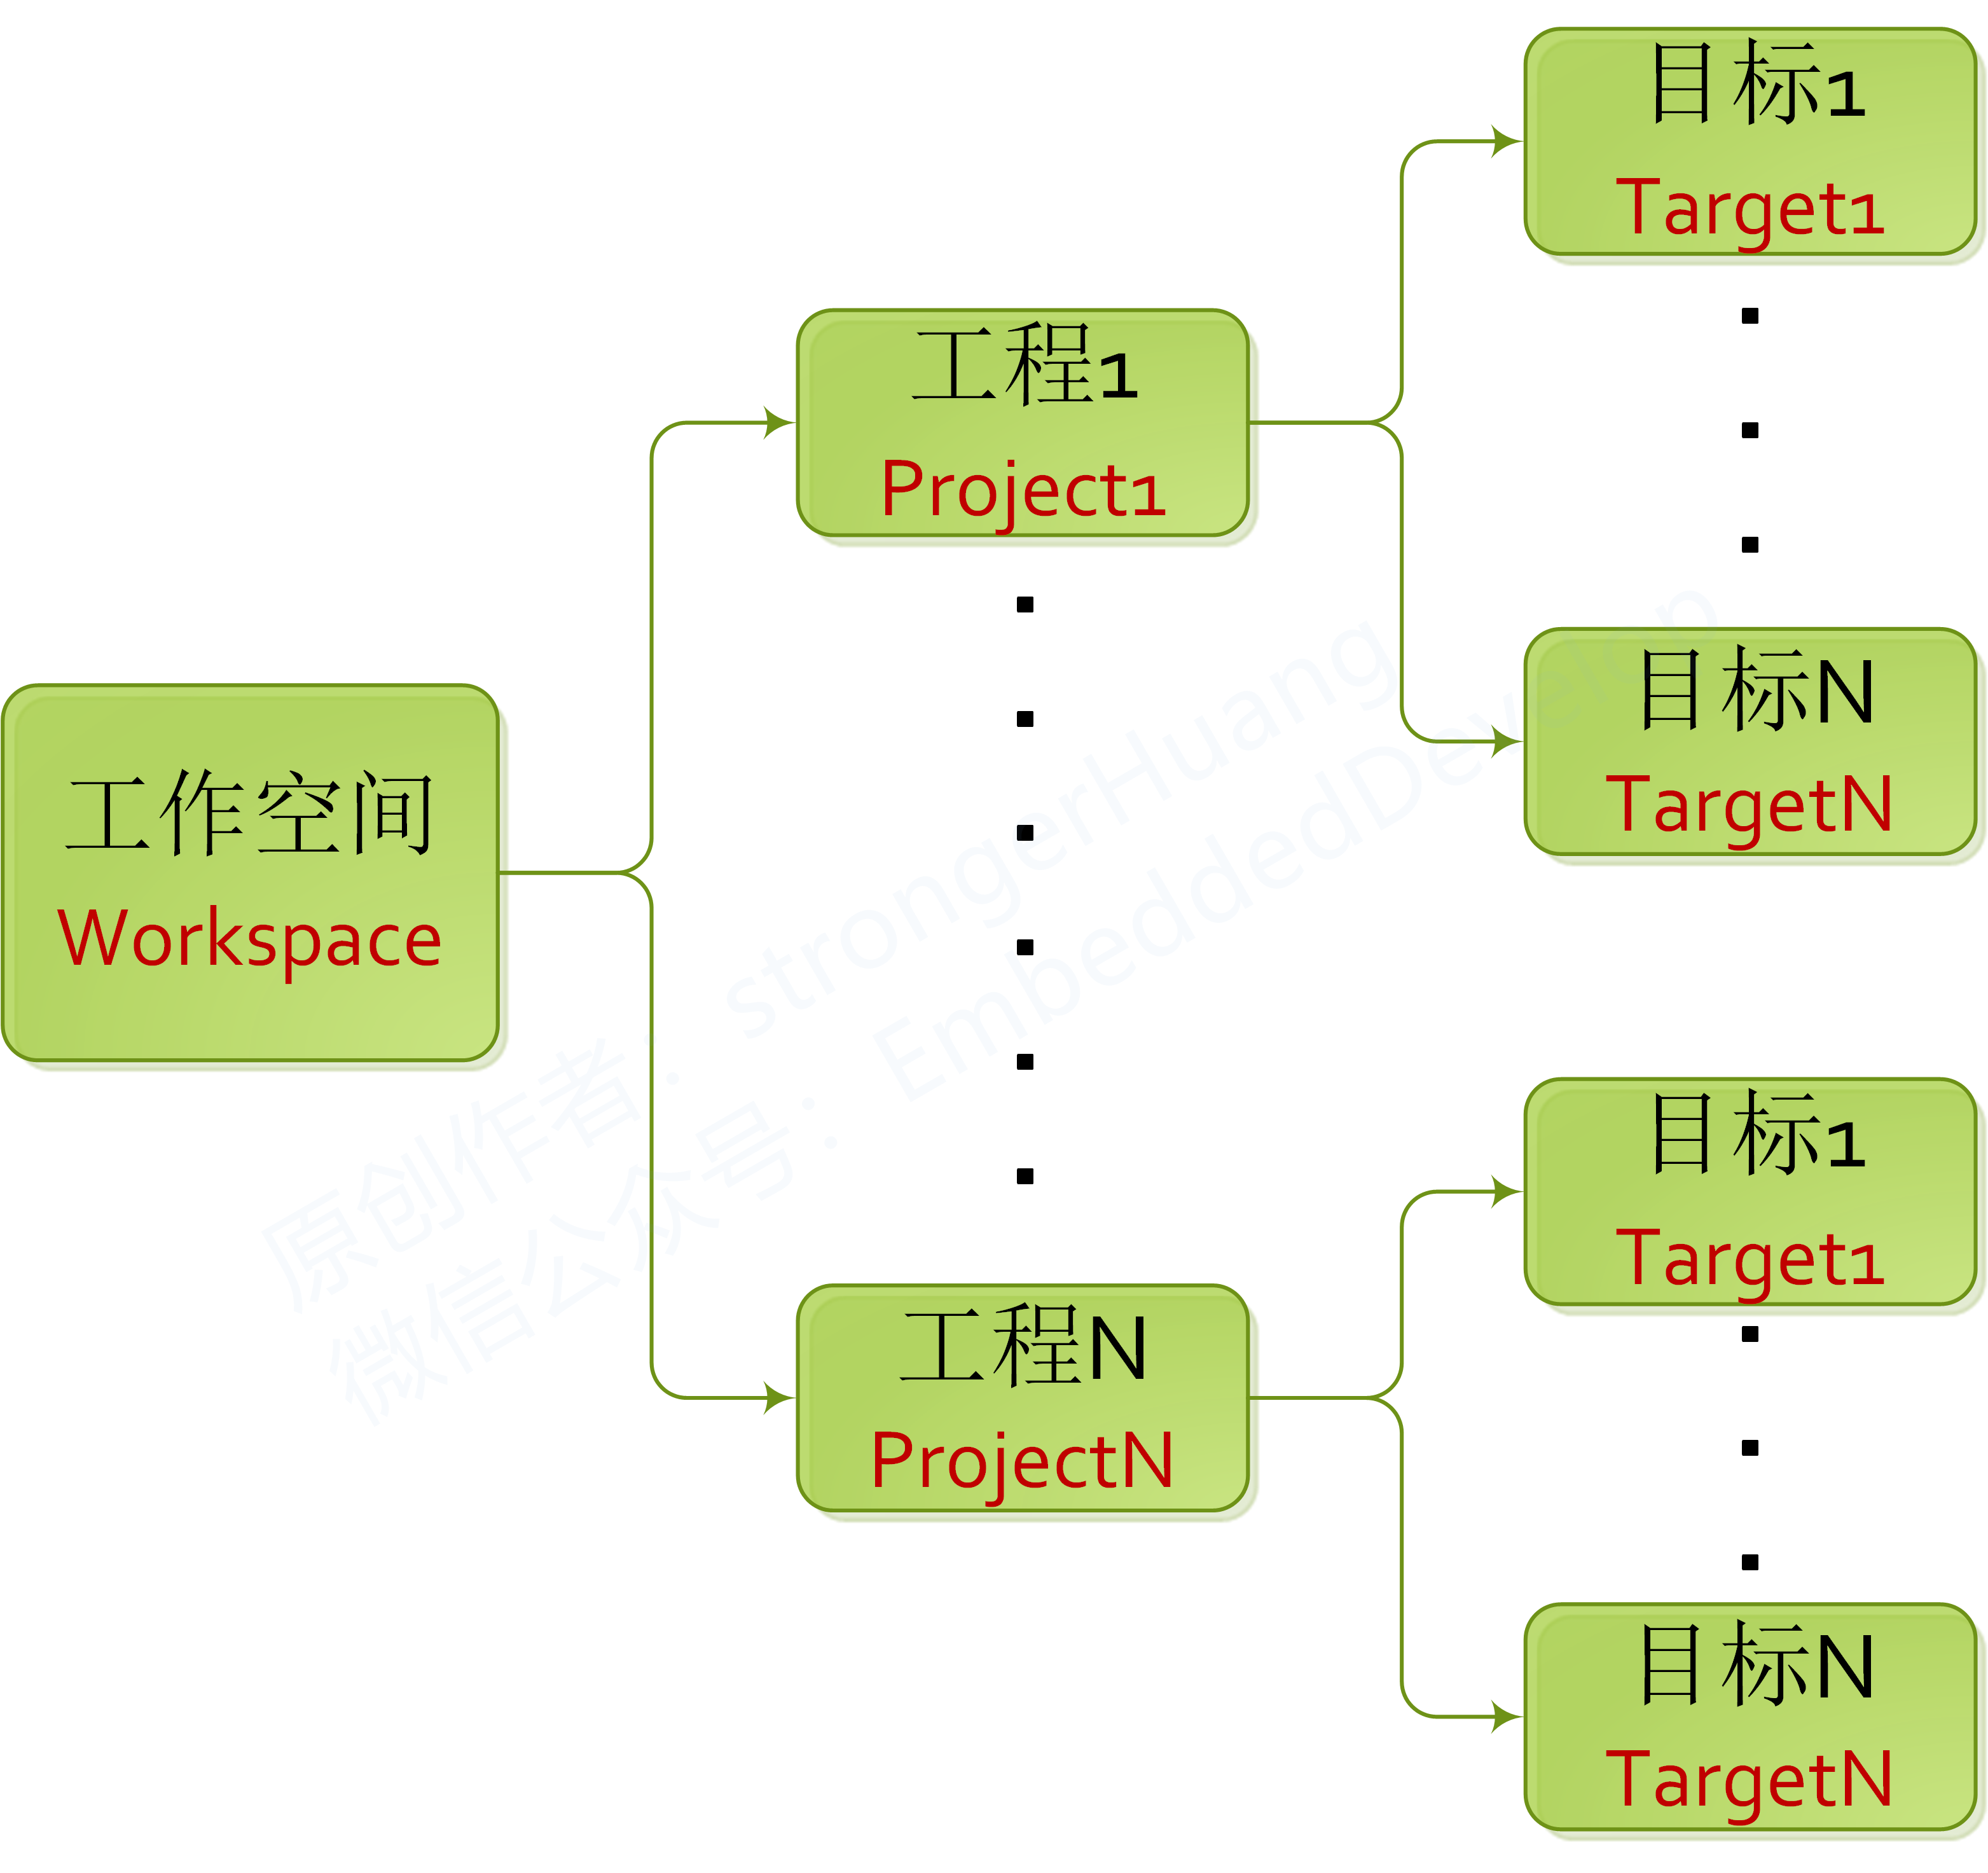 工作空间
Workspace
工程1
Project1
目标1
Target1
目标N
TargetN
工程N
ProjectN
目标1
Target1
目标N
TargetN
原创作者：strongerHuang
微信公众号：EmbeddedDevelop